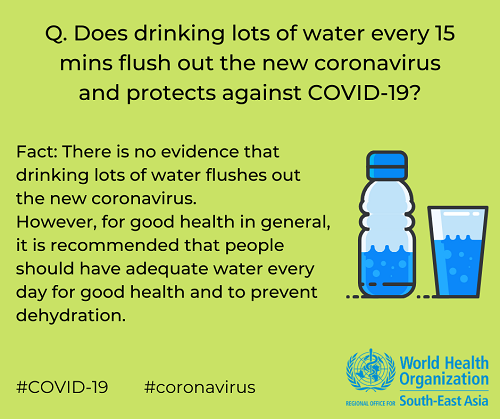 Q. Does drinking lots of water every 15
mins flush out the new coronavirus
and protects against COVID-19?
Fact: There is no evidence that
drinking lots of water flushes out
the new coronavirus.
However, for good health in general,
it is recommended that people
should have adequate water every
day for good health and to prevent
dehydration.
#COVID-19 #coronavirus
World Health
Organization
REGIONAL OFFICE FOR South-East Asia